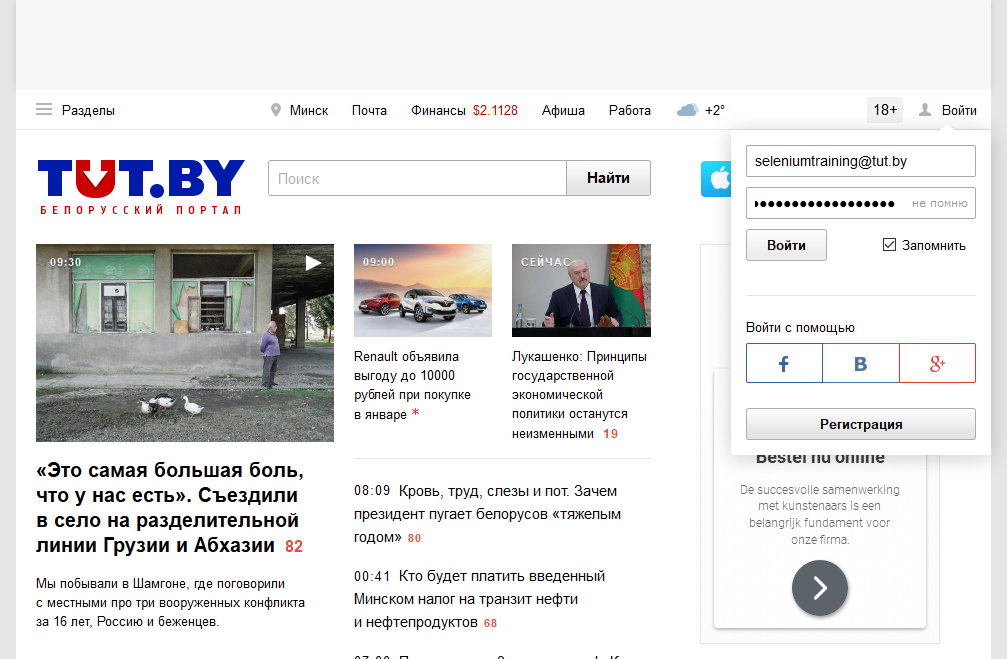 Разделы
Минск
Почта
Финансы $2.1128
Афиша
Работа
+2°
18+
Войти
TUT.BY
БЕЛОРУССКИЙ ПОРТАЛ
Поиск
Найти
seleniumtraining@tut.by
●●●●●●●●●●●●●●●●● не помню
Войти
Запомнить
Войти с помощью
f
B
g+
Регистрация
09:30
«Это самая большая боль,
что у нас есть». Съездили
в село на разделительной
линии Грузии и Абхазии 82
Мы побывали в Шамгоне, где поговорили
с местными про три вооруженных конфликта
за 16 лет, Россию и беженцев.
09:00
Renault объявила
выгоду до 10000
рублей при покупке
в январе *
СЕЙЧАС
Лукашенко: Принципы
государственной
экономической
политики останутся
неизменными 19
08:09 Кровь, труд, слезы и пот. Зачем
президент пугает белорусов «тяжелым
годом» 80
00:41 Кто будет платить введенный
Минском налог на транзит нефти
и нефтепродуктов 68
Bestel nu online
De succesvolle samenwerking
met kunstenaars is een
belangrijk fundament voor
onze firma.